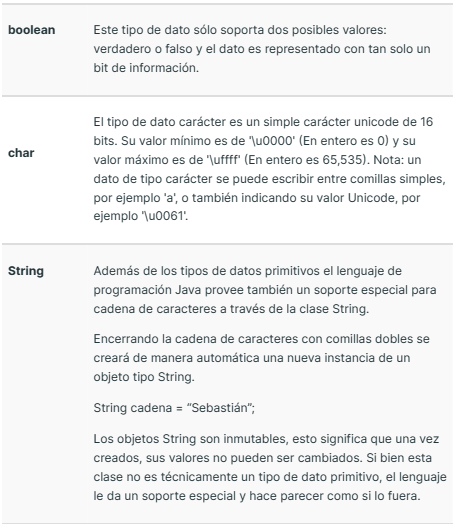 boolean
Este tipo de dato sólo soporta dos posibles valores:
verdadero o falso y el dato es representado con tan solo un
bit de información.
char
El tipo de dato carácter es un simple carácter unicode de 16
bits. Su valor mínimo es de '\u0000' (En entero es 0) y su
valor máximo es de '\uffff' (En entero es 65,535). Nota: un
dato de tipo carácter se puede escribir entre comillas simples,
por ejemplo 'a', o también indicando su valor Unicode, por
ejemplo '\u0061'.
String
Además de los tipos de datos primitivos el lenguaje de
programación Java provee también un soporte especial para
cadena de caracteres a través de la clase String.
Encerrando la cadena de caracteres con comillas dobles se
creará de manera automática una nueva instancia de un
objeto tipo String.
String cadena = “Sebastián”;
Los objetos String son inmutables, esto significa que una vez
creados, sus valores no pueden ser cambiados. Si bien esta
clase no es técnicamente un tipo de dato primitivo, el lenguaje
le da un soporte especial y hace parecer como si lo fuera.